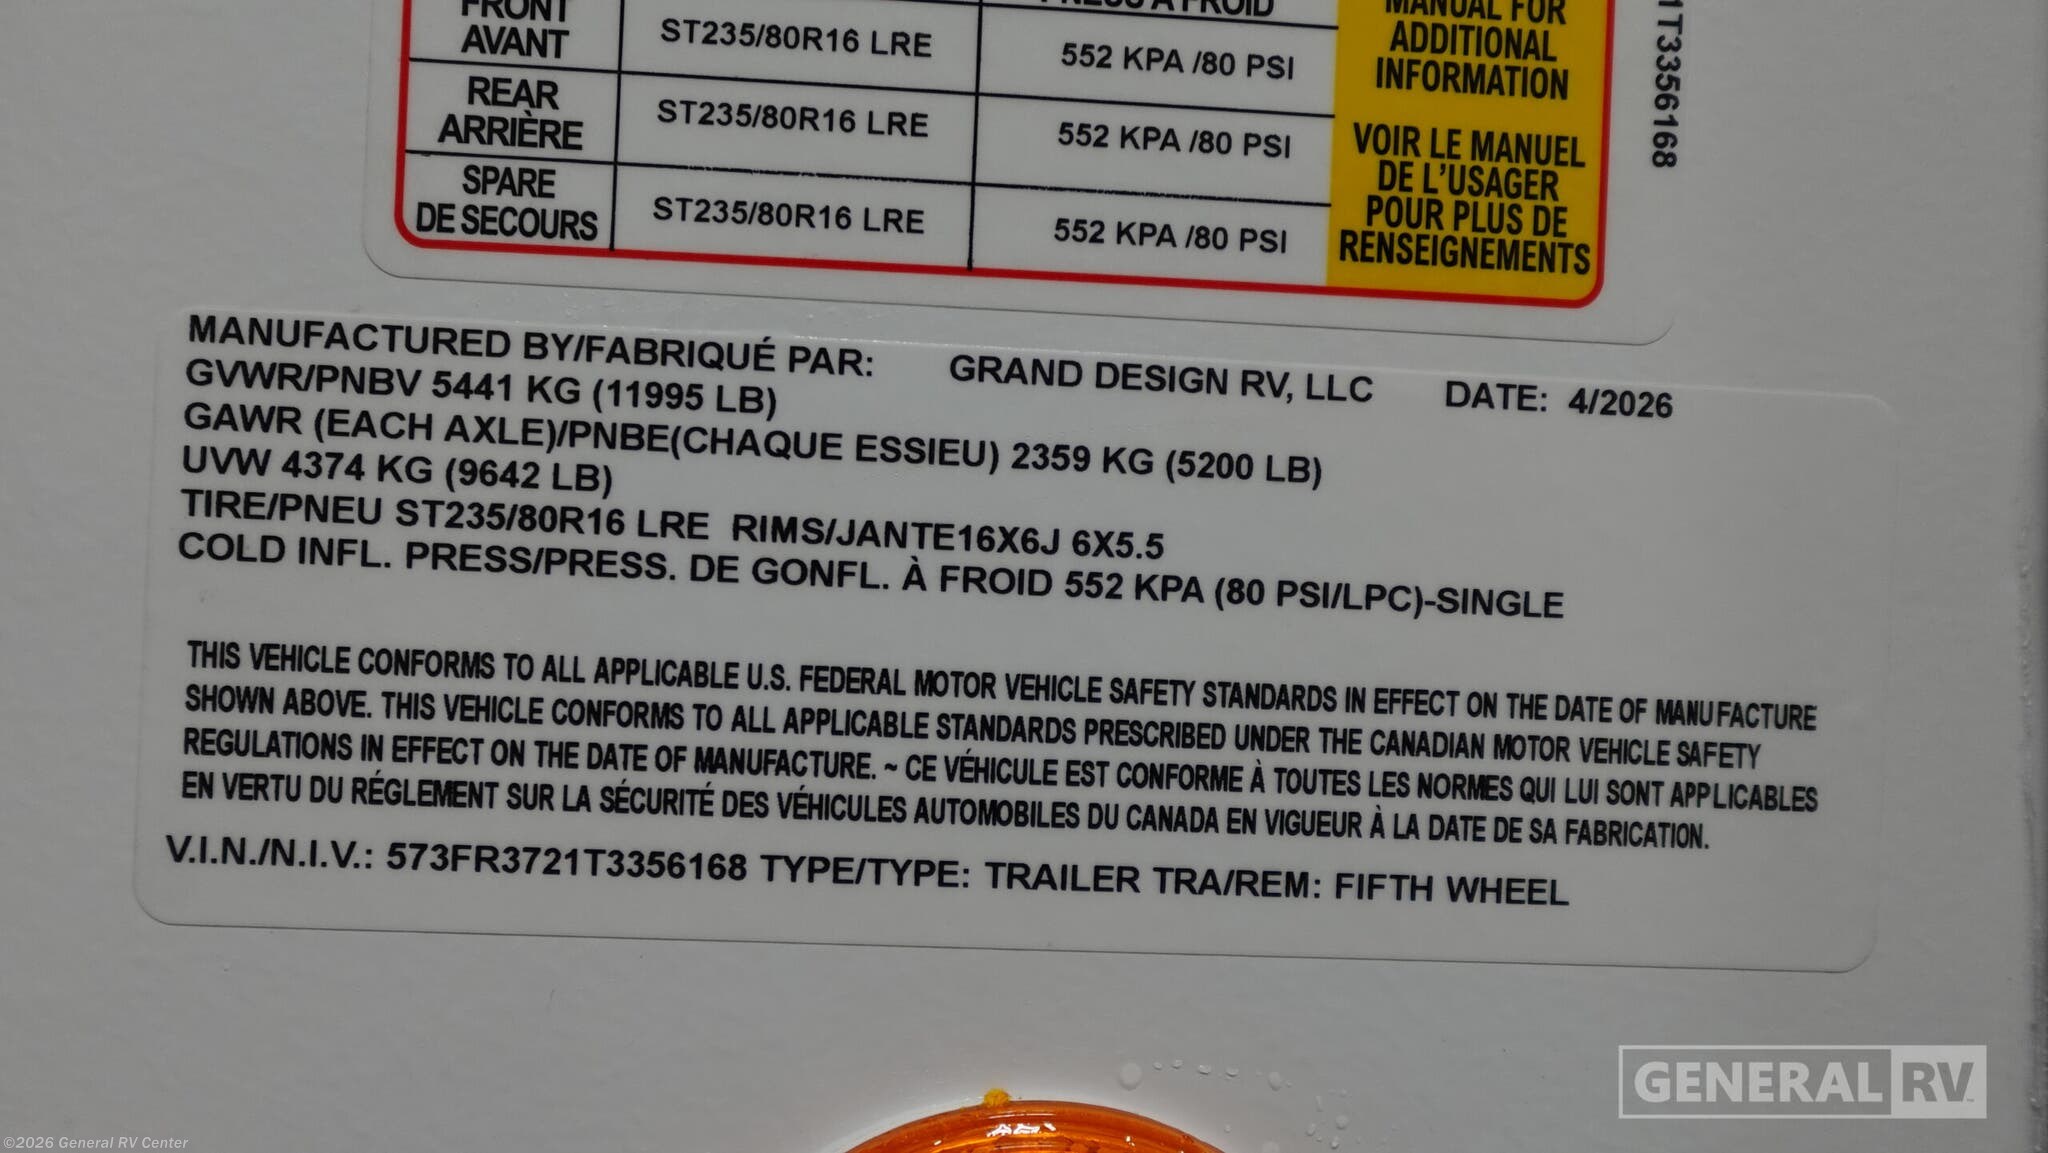 FRONT
AVANT
ST235/80R16 LRE
552 KPA /80 PSI
REAR
ARRIÈRE
ST235/80R16 LRE
552 KPA /80 PSI
SPARE
DE SECOURS
ST235/80R16 LRE
552 KPA /80 PSI
MANUAL FOR
ADDITIONAL
INFORMATION
VOIR LE MANUEL
DE L'USAGER
POUR PLUS DE
RENSEIGNEMENTS
1T3356168
MANUFACTURED BY/FABRIQUÉ PAR: GRAND DESIGN RV, LLC DATE: 4/2026
GVWR/PNBV 5441 KG (11995 LB)
GAWR (EACH AXLE)/PNBE(CHAQUE ESSIEU) 2359 KG (5200 LB)
UVW 4374 KG (9642 LB)
TIRE/PNEU ST235/80R16 LRE RIMS/JANTE16X6J 6X5.5
COLD INFL. PRESS/PRESS. DE GONFL. À FROID 552 KPA (80 PSI/LPC)-SINGLE
THIS VEHICLE CONFORMS TO ALL APPLICABLE U.S. FEDERAL MOTOR VEHICLE SAFETY STANDARDS IN EFFECT ON THE DATE OF MANUFACTURE
SHOWN ABOVE. THIS VEHICLE CONFORMS TO ALL APPLICABLE STANDARDS PRESCRIBED UNDER THE CANADIAN MOTOR VEHICLE SAFETY
REGULATIONS IN EFFECT ON THE DATE OF MANUFACTURE. ~ CE VÉHICULE EST CONFORME À TOUTES LES NORMES QUI LUI SONT APPLICABLES
EN VERTU DU RÉGLEMENT SUR LA SÉCURITÉ DES VÉHICULES AUTOMOBILES DU CANADA EN VIGUEUR À LA DATE DE SA FABRICATION.
V.I.N./N.I.V.: 573FR3721T3356168 TYPE/TYPE: TRAILER TRA/REM: FIFTH WHEEL
GENERAL RV
©2026 General RV Center